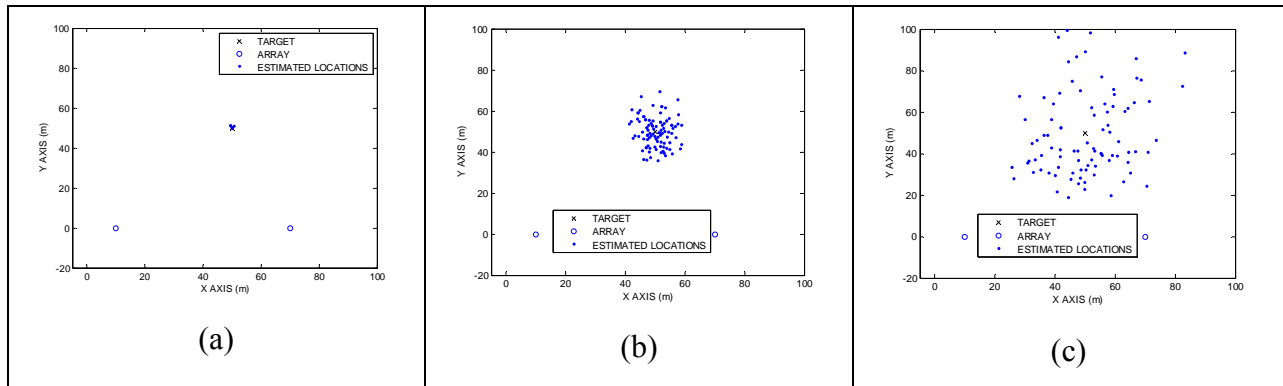 100
80
60
40
20
0
-20
0
20
40
60
80
100
Y AXIS (m)
X AXIS (m)
TARGET
ARRAY
ESTIMATED LOCATIONS
(a)
100
80
60
40
20
0
-20
0
20
40
60
80
100
Y AXIS (m)
X AXIS (m)
TARGET
ARRAY
ESTIMATED LOCATIONS
(b)
100
80
60
40
20
0
-20
0
20
40
60
80
100
Y AXIS (m)
X AXIS (m)
TARGET
ARRAY
ESTIMATED LOCATIONS
(c)